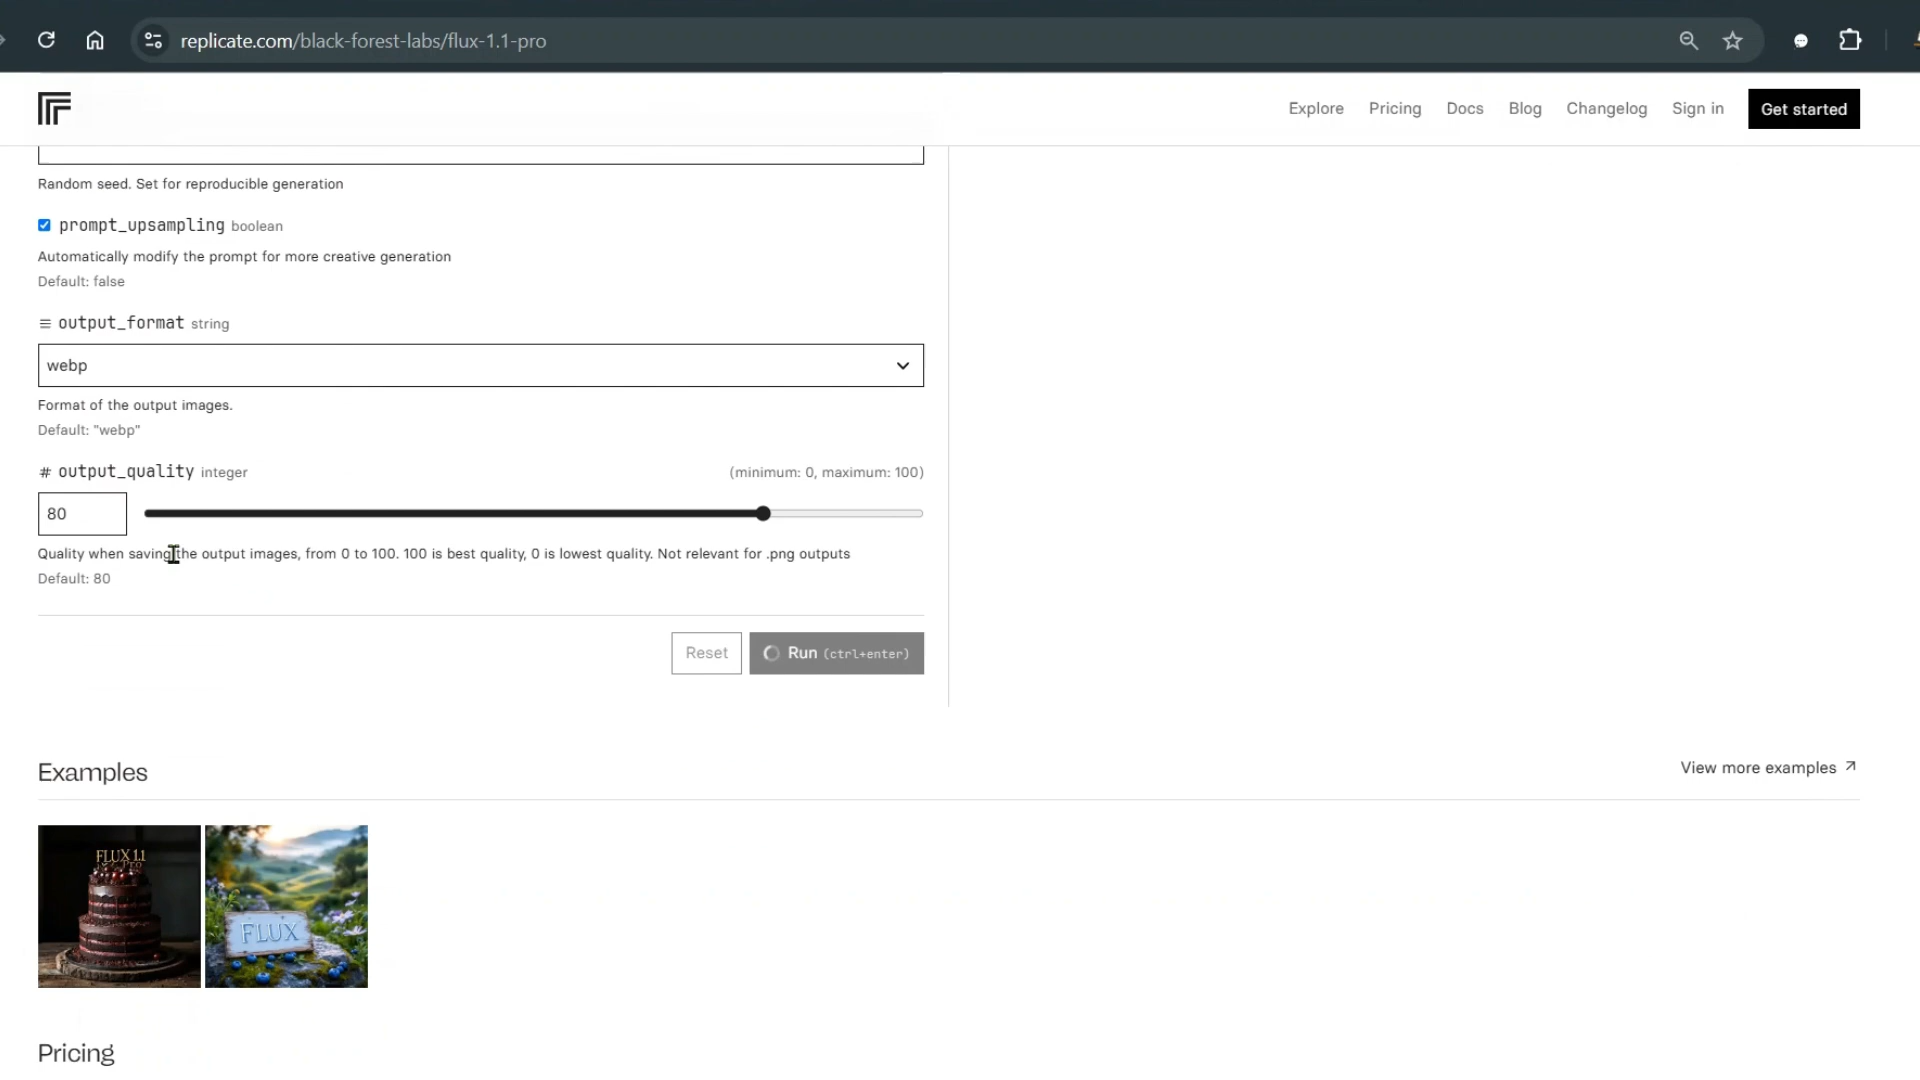 replicate.com/black-forest-labs/flux-1.1-pro
Explore Pricing Docs Blog Changelog Sign in Get started
Random seed. Set for reproducible generation
prompt_upsampling boolean
Automatically modify the prompt for more creative generation
Default: false
output_format string
webp
Format of the output images.
Default: "webp"
# output_quality integer (minimum: 0, maximum: 100)
80
Quality when saving the output images, from 0 to 100. 100 is best quality, 0 is lowest quality. Not relevant for .png outputs
Default: 80
Reset Run (ctrl+enter)
Examples View more examples
FLUX 1.1
Pro
FLUX
Pricing